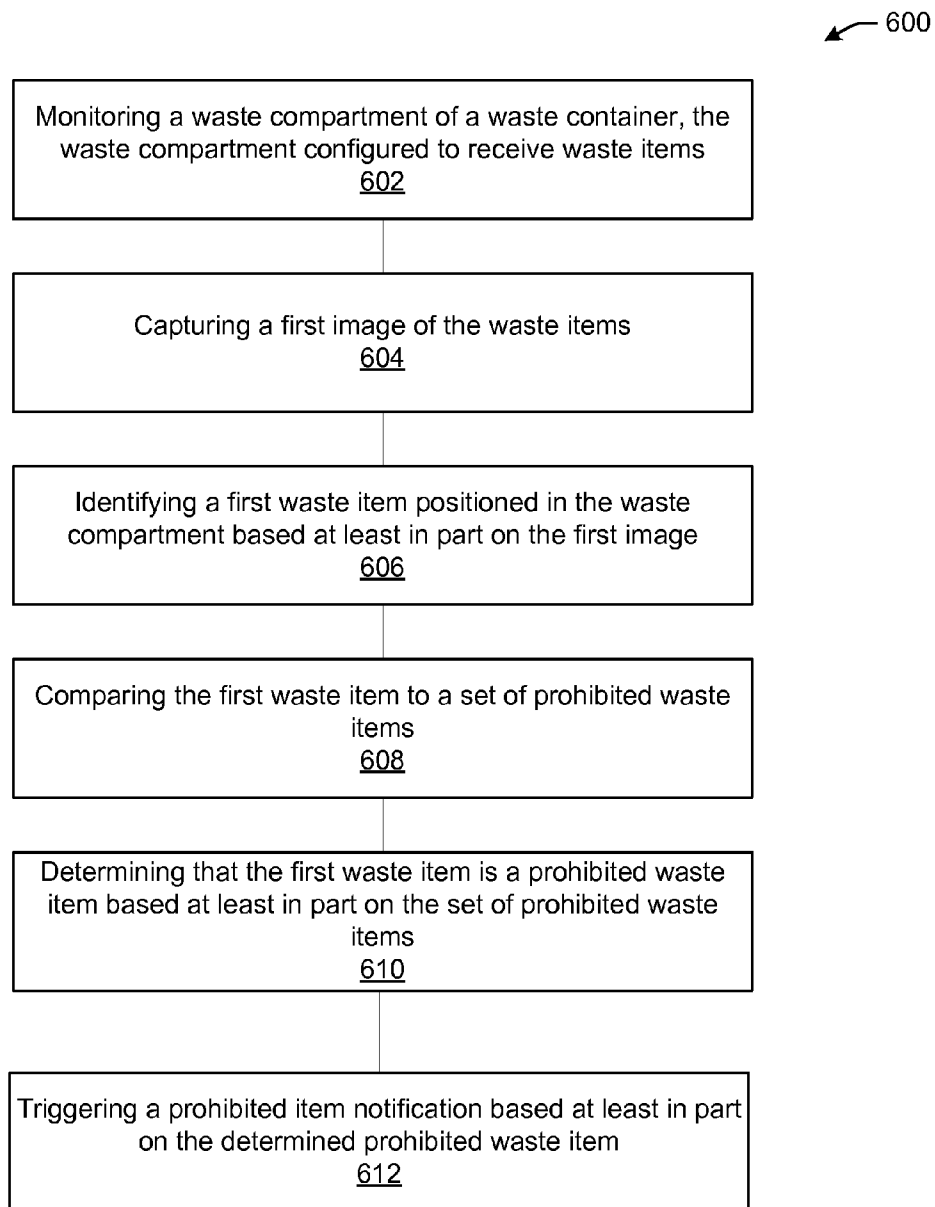 600
Monitoring a waste compartment of a waste container, the
waste compartment configured to receive waste items
602
Capturing a first image of the waste items
604
Identifying a first waste item positioned in the waste
compartment based at least in part on the first image
606
Comparing the first waste item to a set of prohibited waste
items
608
Determining that the first waste item is a prohibited waste
item based at least in part on the set of prohibited waste
items
610
Triggering a prohibited item notification based at least in part
on the determined prohibited waste item
612